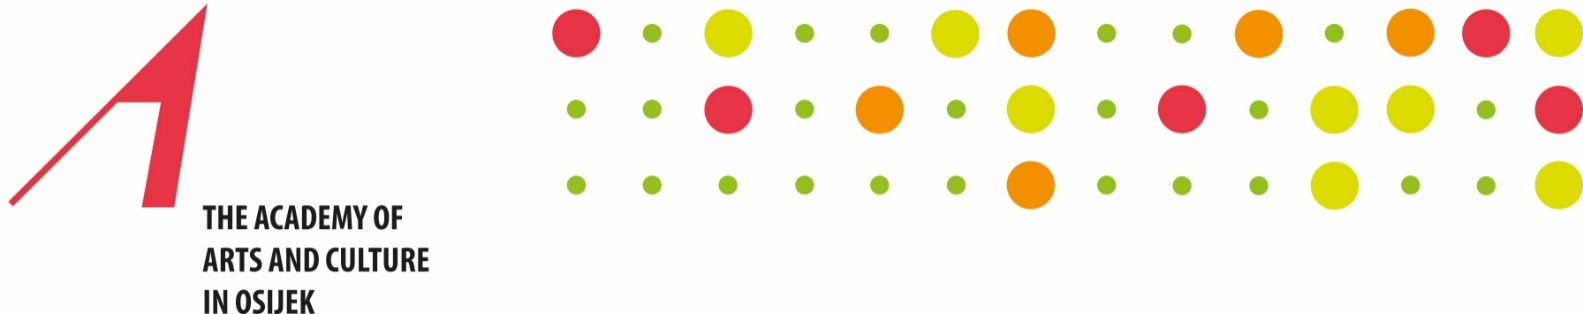 THE ACADEMY OF
ARTS AND CULTURE
IN OSIJEK